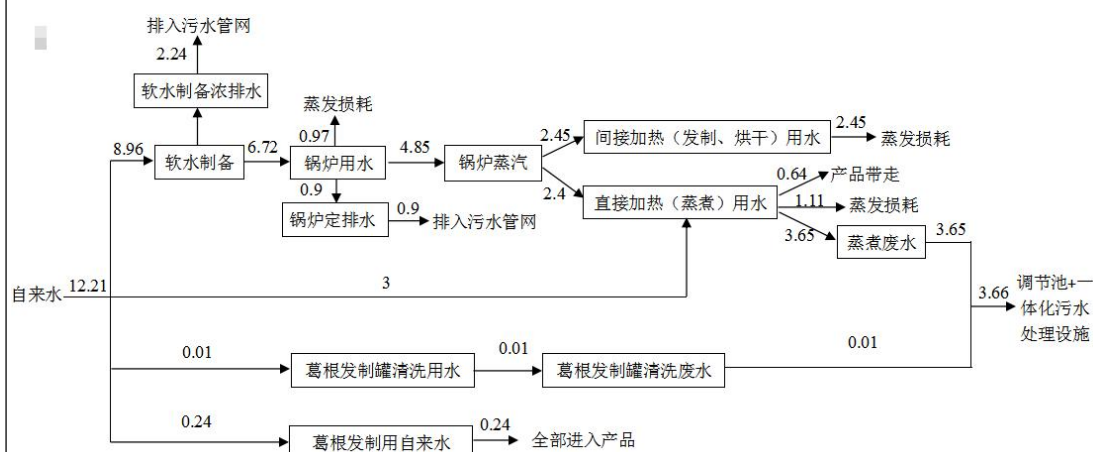 排入污水管网
2.24
软水制备浓排水
蒸发损耗
0.97
8.96
软水制备
6.72
锅炉用水
4.85
锅炉蒸汽
2.45
间接加热（发制、烘干）用水
2.45
蒸发损耗
0.9
锅炉定排水
0.9
排入污水管网
2.4
直接加热（蒸煮）用水
0.64
产品带走
1.11
蒸发损耗
3.65
蒸煮废水
3.65
自来水
12.21
3
3.66
调节池+一
体化污水
处理设施
0.01
葛根发制罐清洗用水
0.01
葛根发制罐清洗废水
0.01
0.24
葛根发制用自来水
0.24
全部进入产品